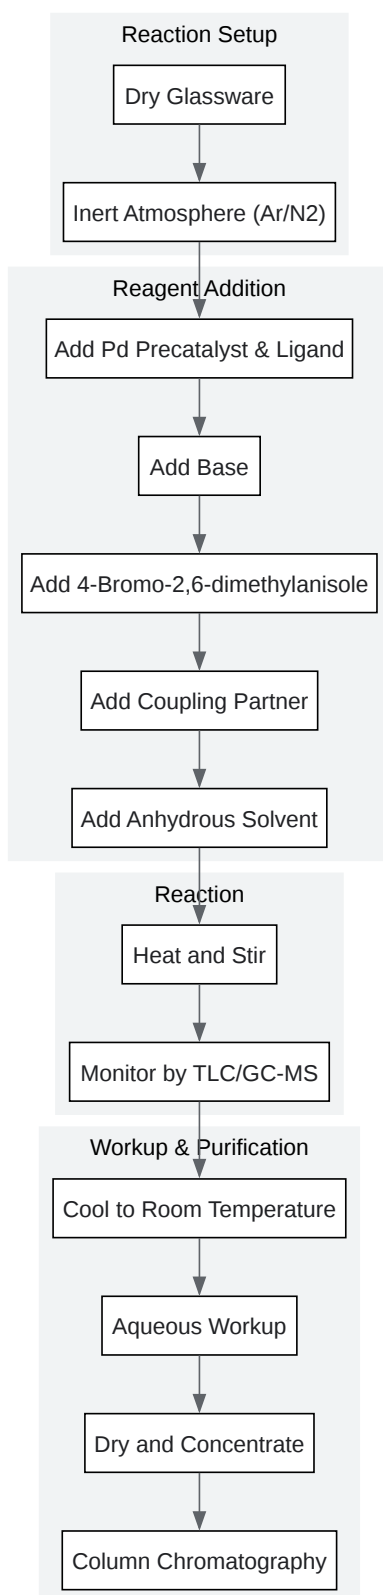 Reaction Setup
Dry Glassware
Inert Atmosphere (Ar/N2)
Reagent Addition
Add Pd Precatalyst & Ligand
Add Base
Add 4-Bromo-2,6-dimethylanisole
Add Coupling Partner
Add Anhydrous Solvent
Reaction
Heat and Stir
Monitor by TLC/GC-MS
Workup & Purification
Cool to Room Temperature
Aqueous Workup
Dry and Concentrate
Column Chromatography